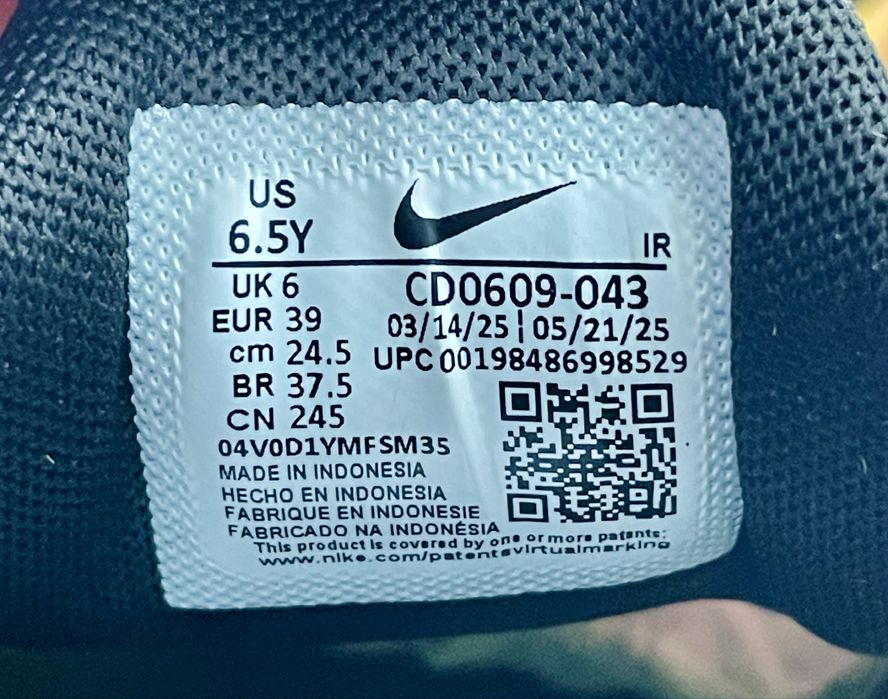 US
6.5Y
IR
UK 6
EUR 39
cm 24.5
BR 37.5
CN 245
CD0609-043
03/14/25 | 05/21/25
UPC 00198486998529
04V0D1YMFSM35
MADE IN INDONESIA
HECHO EN INDONESIA
FABRIQUE EN INDONESIE
FABRICADO NA INDONÉSIA
This product is covered by one or more patents:
www.nike.com/patentsvirtualmarking